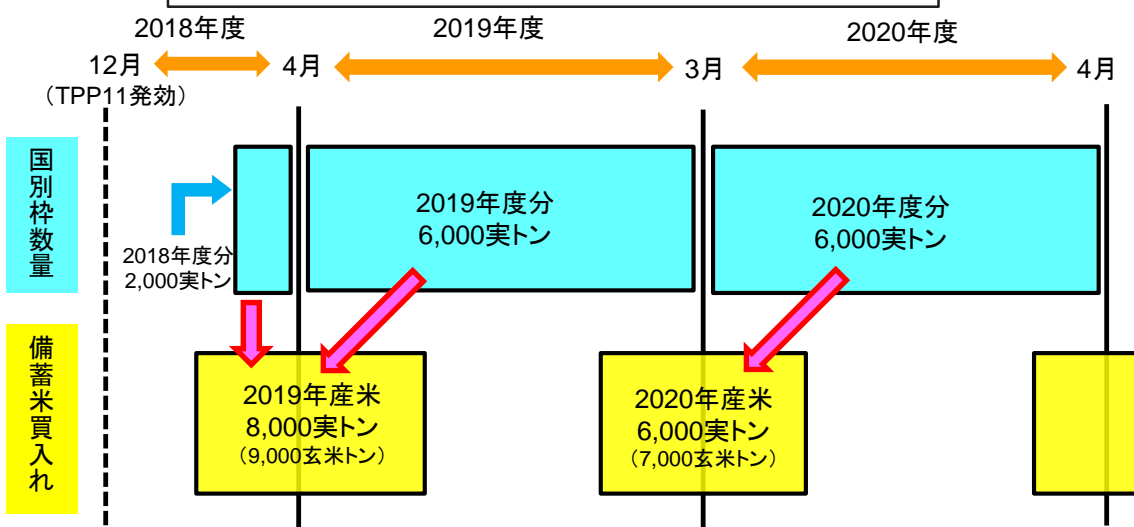 2018年度
2019年度
2020年度
12月
（TPP11発効）
4月
3月
4月
国別枠数量
2018年度分
2,000実トン
2019年度分
6,000実トン
2020年度分
6,000実トン
備蓄米買入れ
2019年産米
8,000実トン
（9,000玄米トン）
2020年産米
6,000実トン
（7,000玄米トン）